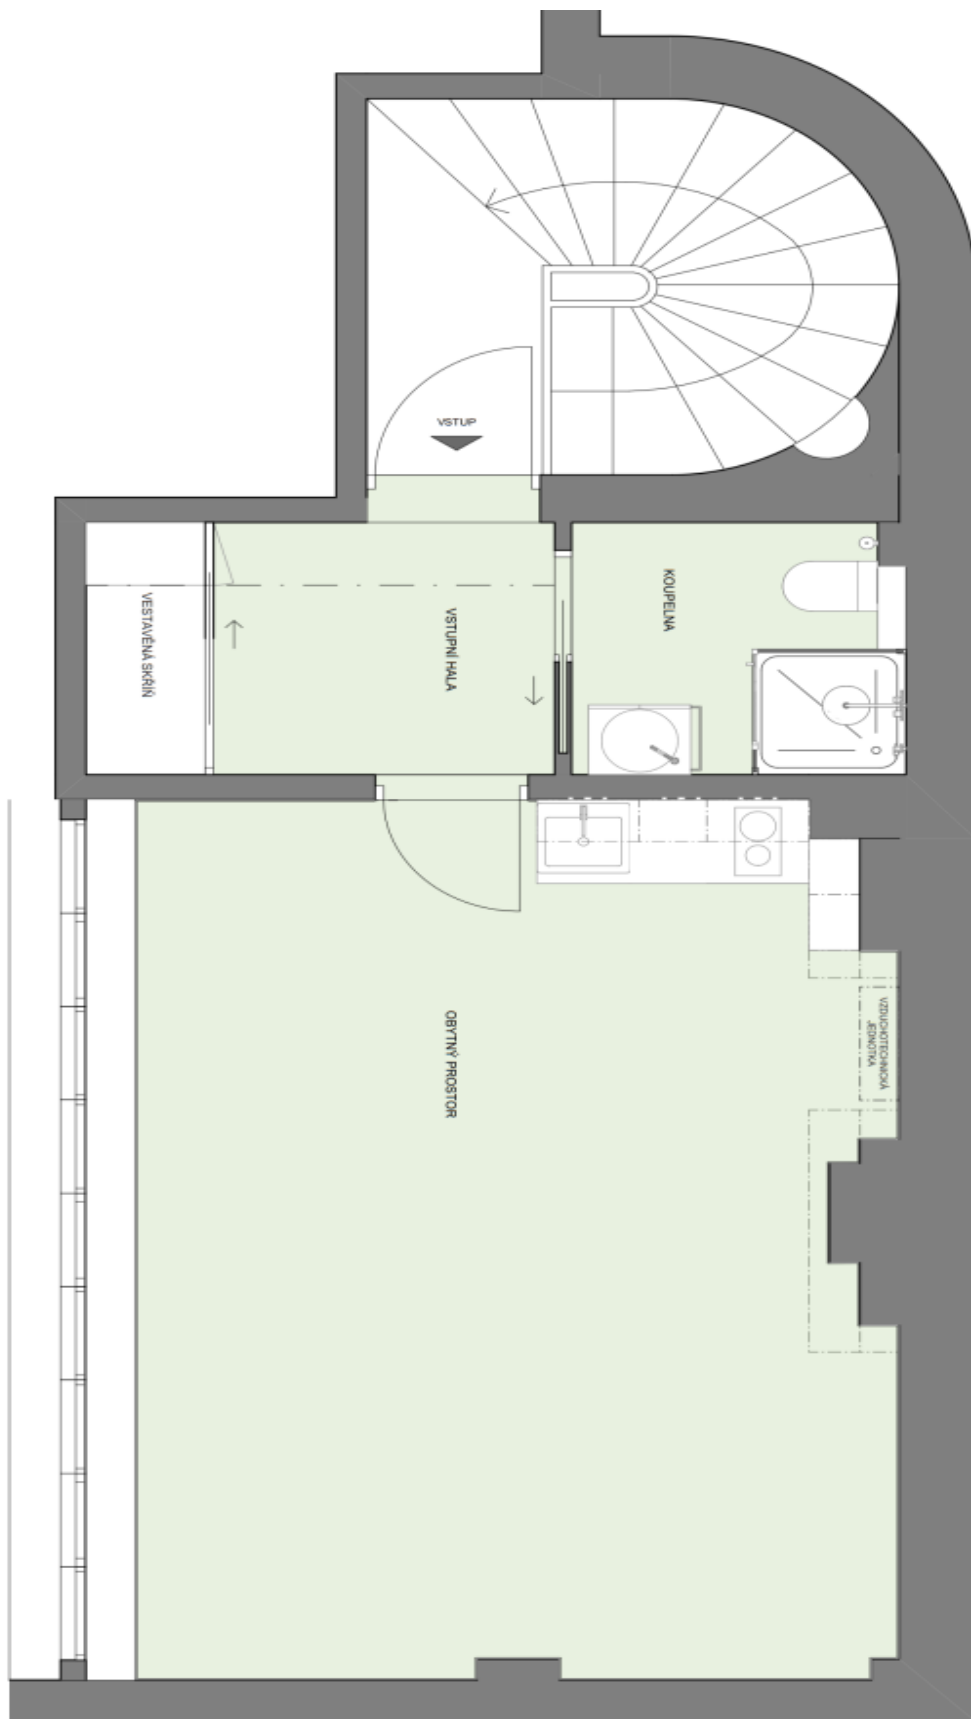 VSTUP
VESTAVĚNÁ SKŘÍŇ
VSTUPNÍ HALA
KOUPELNA
OBYTNÝ PROSTOR
VZDUCHOTECHNICKÁ
JEDNOTKA